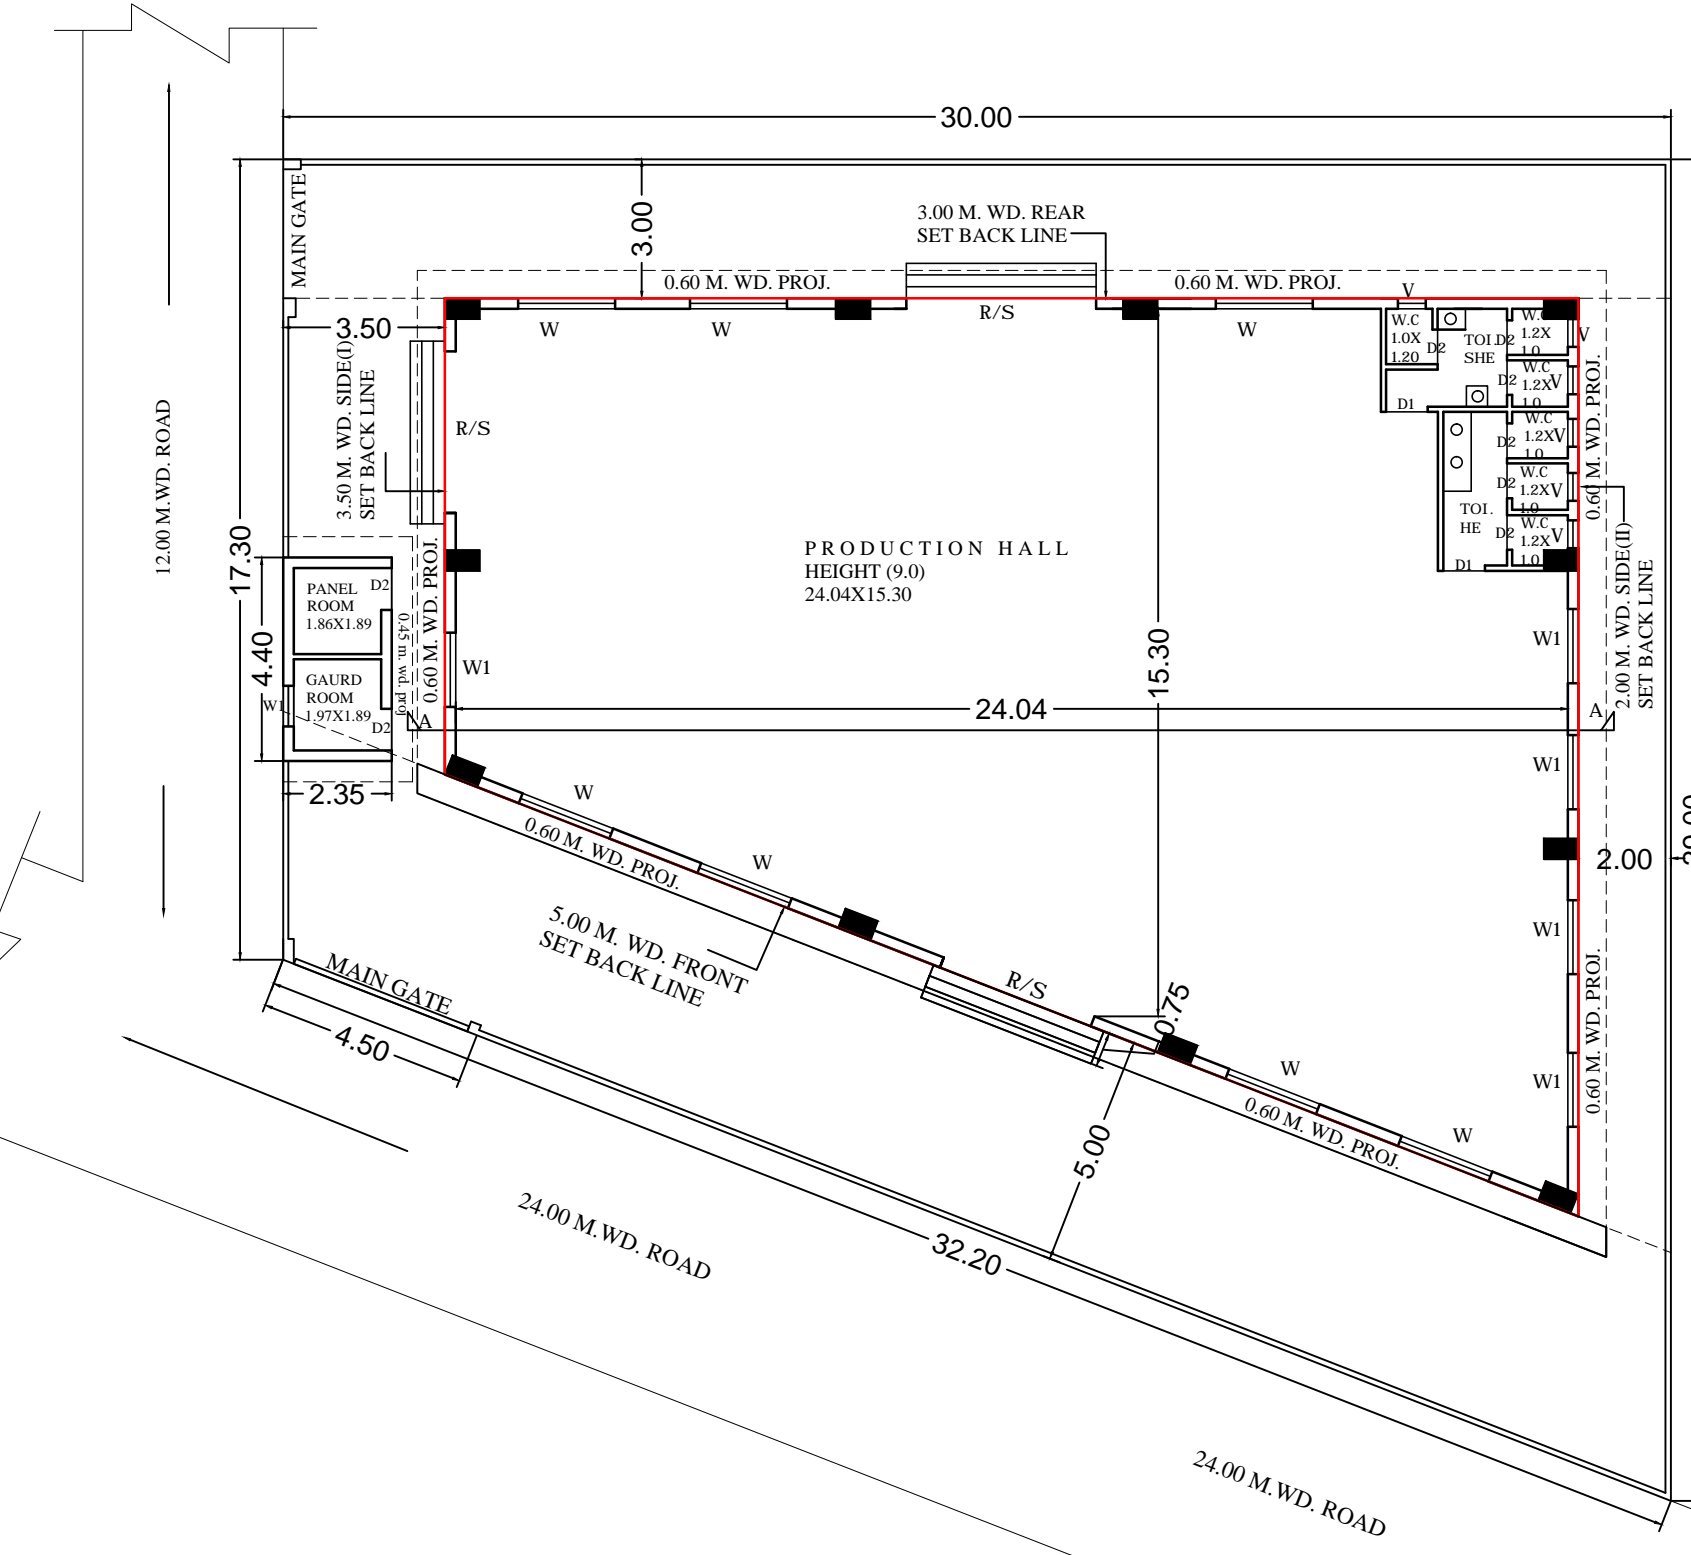 30.00
MAIN GATE
3.00
3.00 M. WD. REAR
SET BACK LINE
0.60 M. WD. PROJ.
0.60 M. WD. PROJ.
V
W
W
R/S
W
3.50
3.50 M. WD. SIDE(I)
SET BACK LINE
R/S
12.00 M.WD. ROAD
17.30
W.C
1.0X
1.20
D2
TOI.
SHE
D2
W.C
1.2X
1.0
V
D2
W.C
1.2X
1.0
V
D1
D2
W.C
1.2X
1.0
V
D2
W.C
1.2X
1.0
V
TOI.
HE
D2
W.C
1.2X
1.0
V
D1
0.60 M. WD. PROJ.
2.00 M. WD. SIDE(II)
SET BACK LINE
PRODUCTION HALL
HEIGHT (9.0)
24.04X15.30
PANEL
ROOM
1.86X1.89
D2
4.40
GAURD
ROOM
1.97X1.89
D2
W1
0.45 m. wd. proj
0.60 M. WD. PROJ.
W1
A
15.30
24.04
W1
A
2.35
W1
W
0.60 M. WD. PROJ.
W
2.00
5.00 M. WD. FRONT
SET BACK LINE
MAIN GATE
R/S
0.75
W1
0.60 M. WD. PROJ.
4.50
W
W1
0.60 M. WD. PROJ.
W
5.00
32.20
24.00 M.WD. ROAD
24.00 M.WD. ROAD